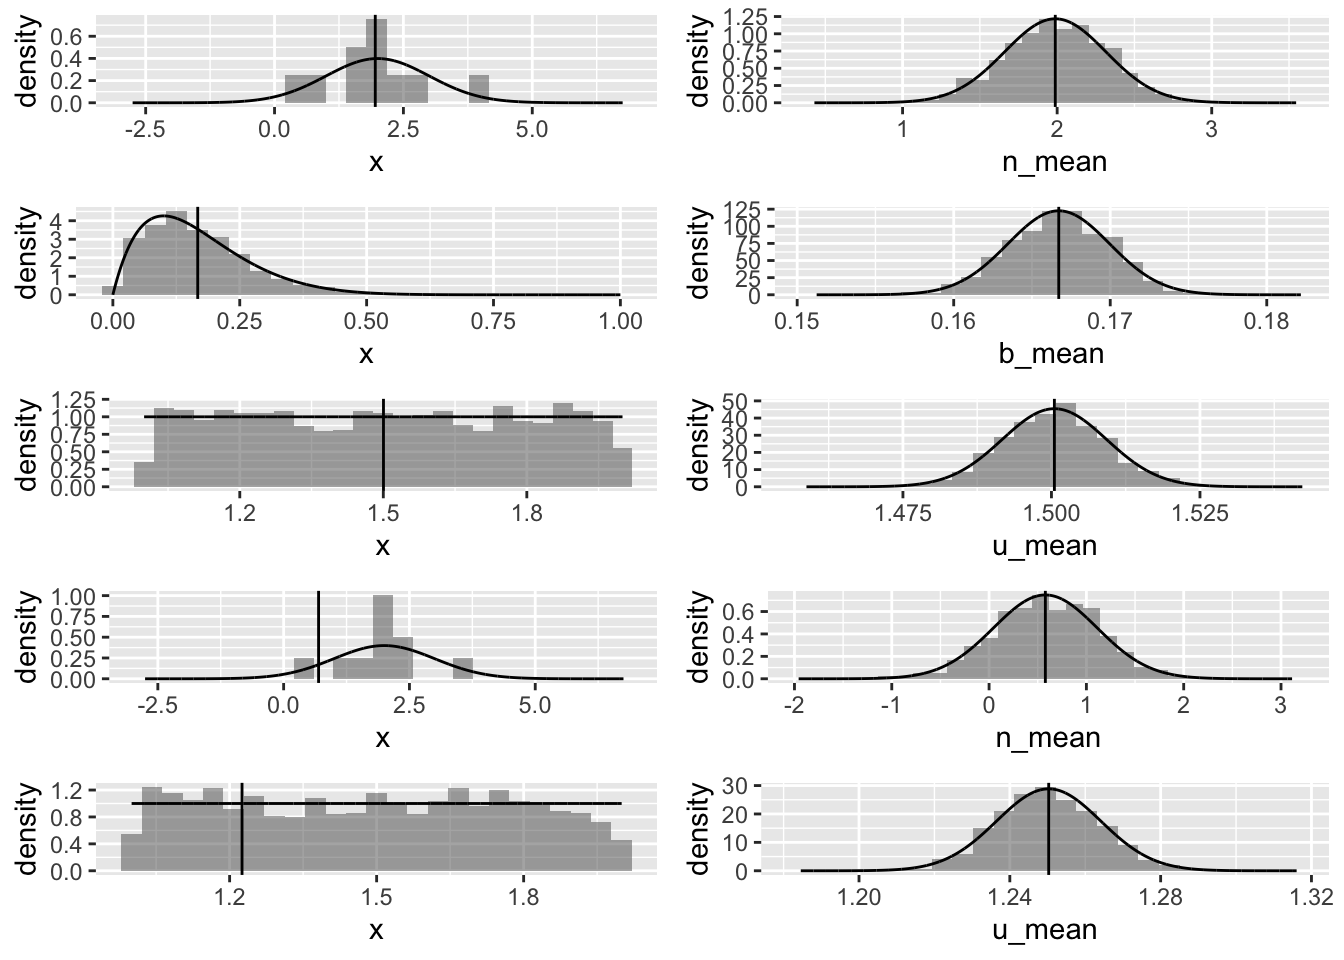 density
0.6
0.4
0.2
0.0
-2.5 0.0 2.5 5.0
x
density
1.25
1.00
0.75
0.50
0.25
0.00
1 2 3
n_mean
density
4
3
2
1
0
0.00 0.25 0.50 0.75 1.00
x
density
125
100
75
50
25
0
0.15 0.16 0.17 0.18
b_mean
density
1.25
1.00
0.75
0.50
0.25
0.00
1.2 1.5 1.8
x
density
50
40
30
20
10
0
1.475 1.500 1.525
u_mean
density
1.00
0.75
0.50
0.25
0.00
-2.5 0.0 2.5 5.0
x
density
0.6
0.4
0.2
0.0
-2 -1 0 1 2 3
n_mean
density
1.2
0.8
0.4
0.0
1.2 1.5 1.8
x
density
30
20
10
0
1.20 1.24 1.28 1.32
u_mean